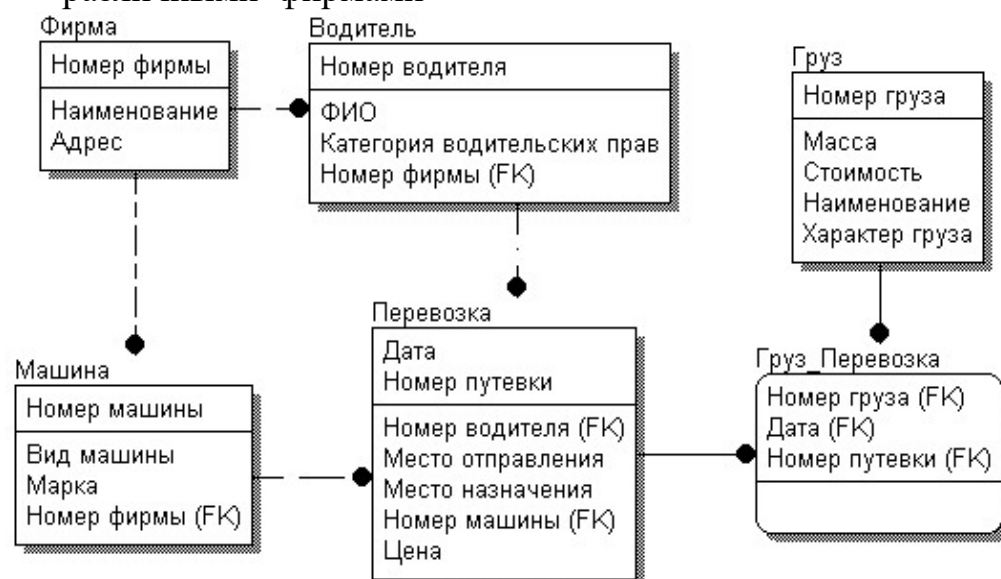 различными фирмами
Фирма
Номер фирмы
Наименование
Адрес
Водитель
Номер водителя
ФИО
Категория водительских прав
Номер фирмы (FK)
Груз
Номер груза
Масса
Стоимость
Наименование
Характер груза
Машина
Номер машины
Вид машины
Марка
Номер фирмы (FK)
Перевозка
Дата
Номер путевки
Номер водителя (FK)
Место отправления
Место назначения
Номер машины (FK)
Цена
Груз_Перевозка
Номер груза (FK)
Дата (FK)
Номер путевки (FK)